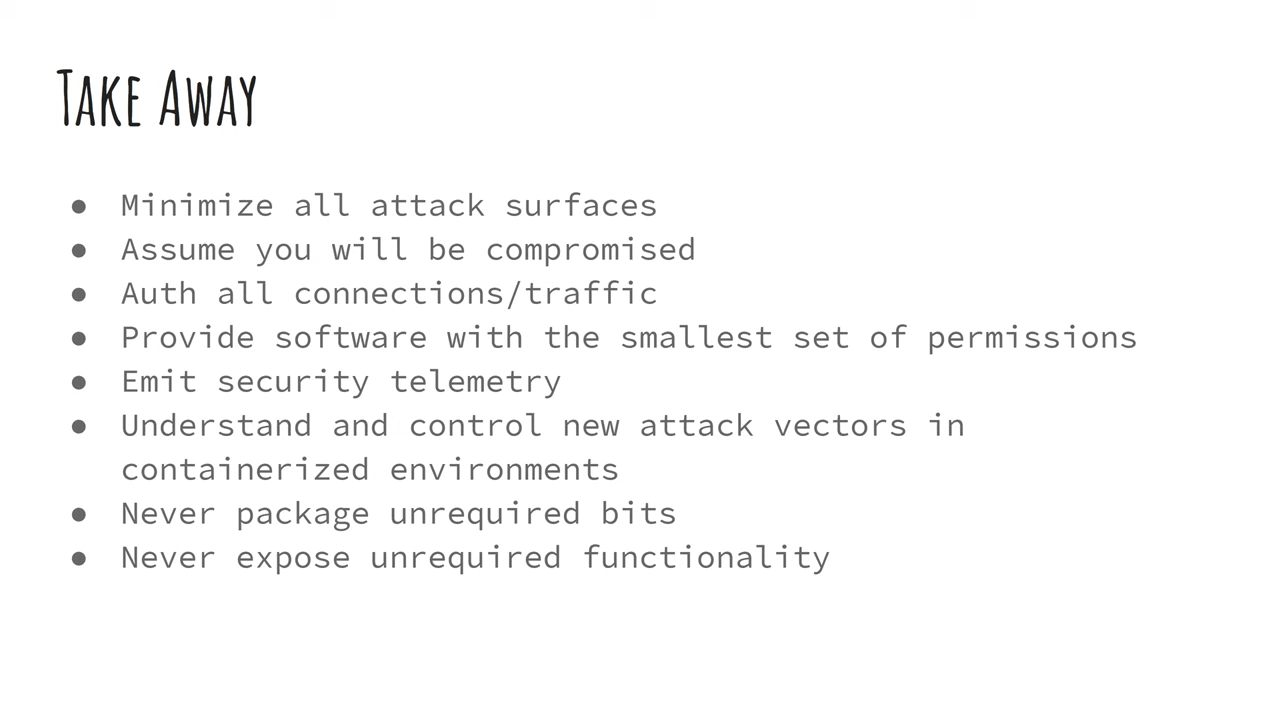 Take Away
● Minimize all attack surfaces
● Assume you will be compromised
● Auth all connections/traffic
● Provide software with the smallest set of permissions
● Emit security telemetry
● Understand and control new attack vectors in
containerized environments
● Never package unrequired bits
● Never expose unrequired functionality